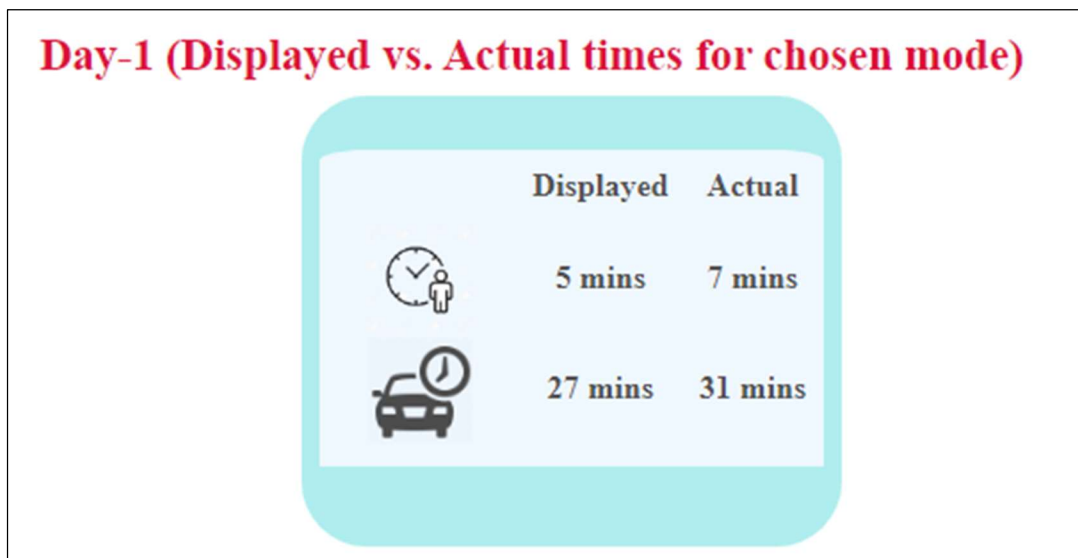 Day-1 (Displayed vs. Actual times for chosen mode)
Displayed Actual
5 mins 7 mins
27 mins 31 mins